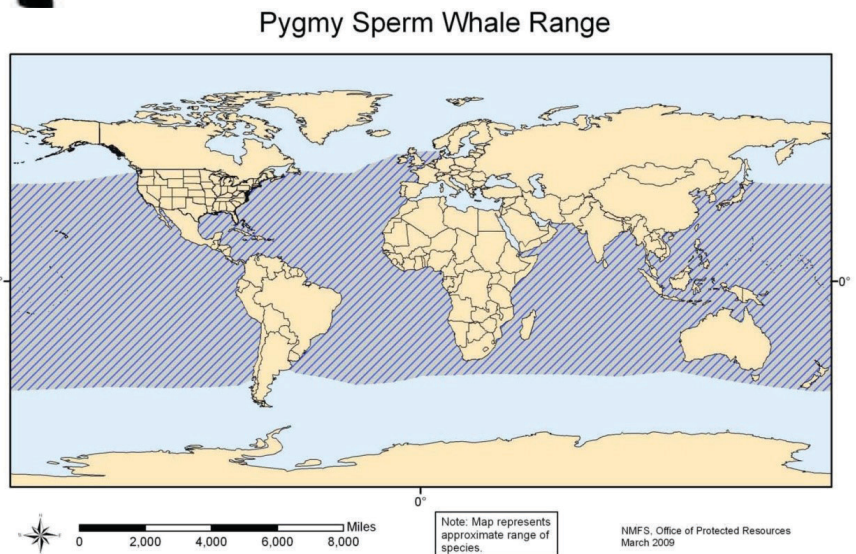 Pygmy Sperm Whale Range
0°
0°
Miles
0 2,000 4,000 6,000 8,000
Note: Map represents
approximate range of
species.
NMFS, Office of Protected Resources
March 2009